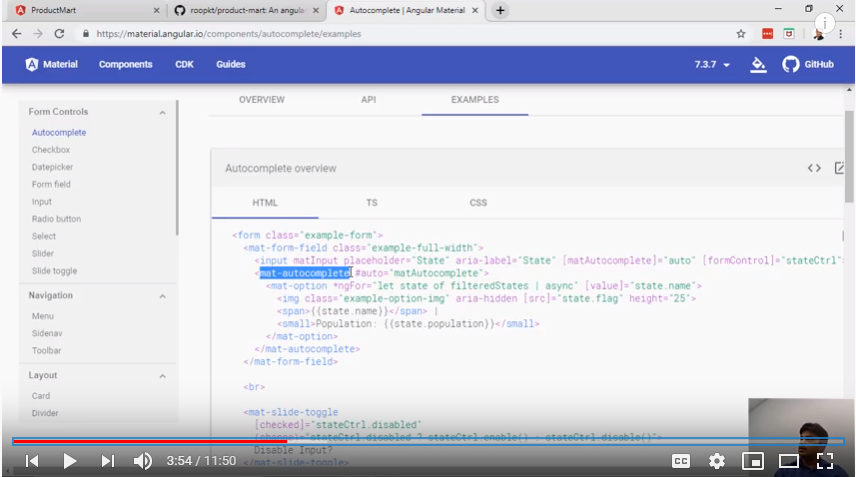 ProductMart
roopkt/product-mart: An angula
Autocomplete | Angular Material
https://material.angular.io/components/autocomplete/examples
Material Components CDK Guides 7.3.7 GitHub
OVERVIEW API EXAMPLES
Form Controls
Autocomplete
Checkbox
Datepicker
Form field
Input
Radio button
Select
Slider
Slide toggle
Navigation
Menu
Sidenav
Toolbar
Layout
Card
Divider
Autocomplete overview
HTML TS CSS
<form class="example-form">
<mat-form-field class="example-full-width">
<input matInput placeholder="State" aria-label="State" [matAutocomplete]="auto" [formControl]="stateCtrl"
<mat-autocomplete #auto="matAutocomplete">
<mat-option *ngFor="let state of filteredStates | async" [value]="state.name">
<img class="example-option-img" aria-hidden [src]="state.flag" height="25">
<span>{{state.name}}</span> |
<small>Population: {{state.population}}</small>
</mat-option>
</mat-autocomplete>
</mat-form-field>
<br>
<mat-slide-toggle
[checked]="stateCtrl.disabled"
(change)="stateCtrl.disabled ? stateCtrl.enable() : stateCtrl.disable()">
Disable Input?
</mat-slide-toggle>
3:54 / 11:50
CC